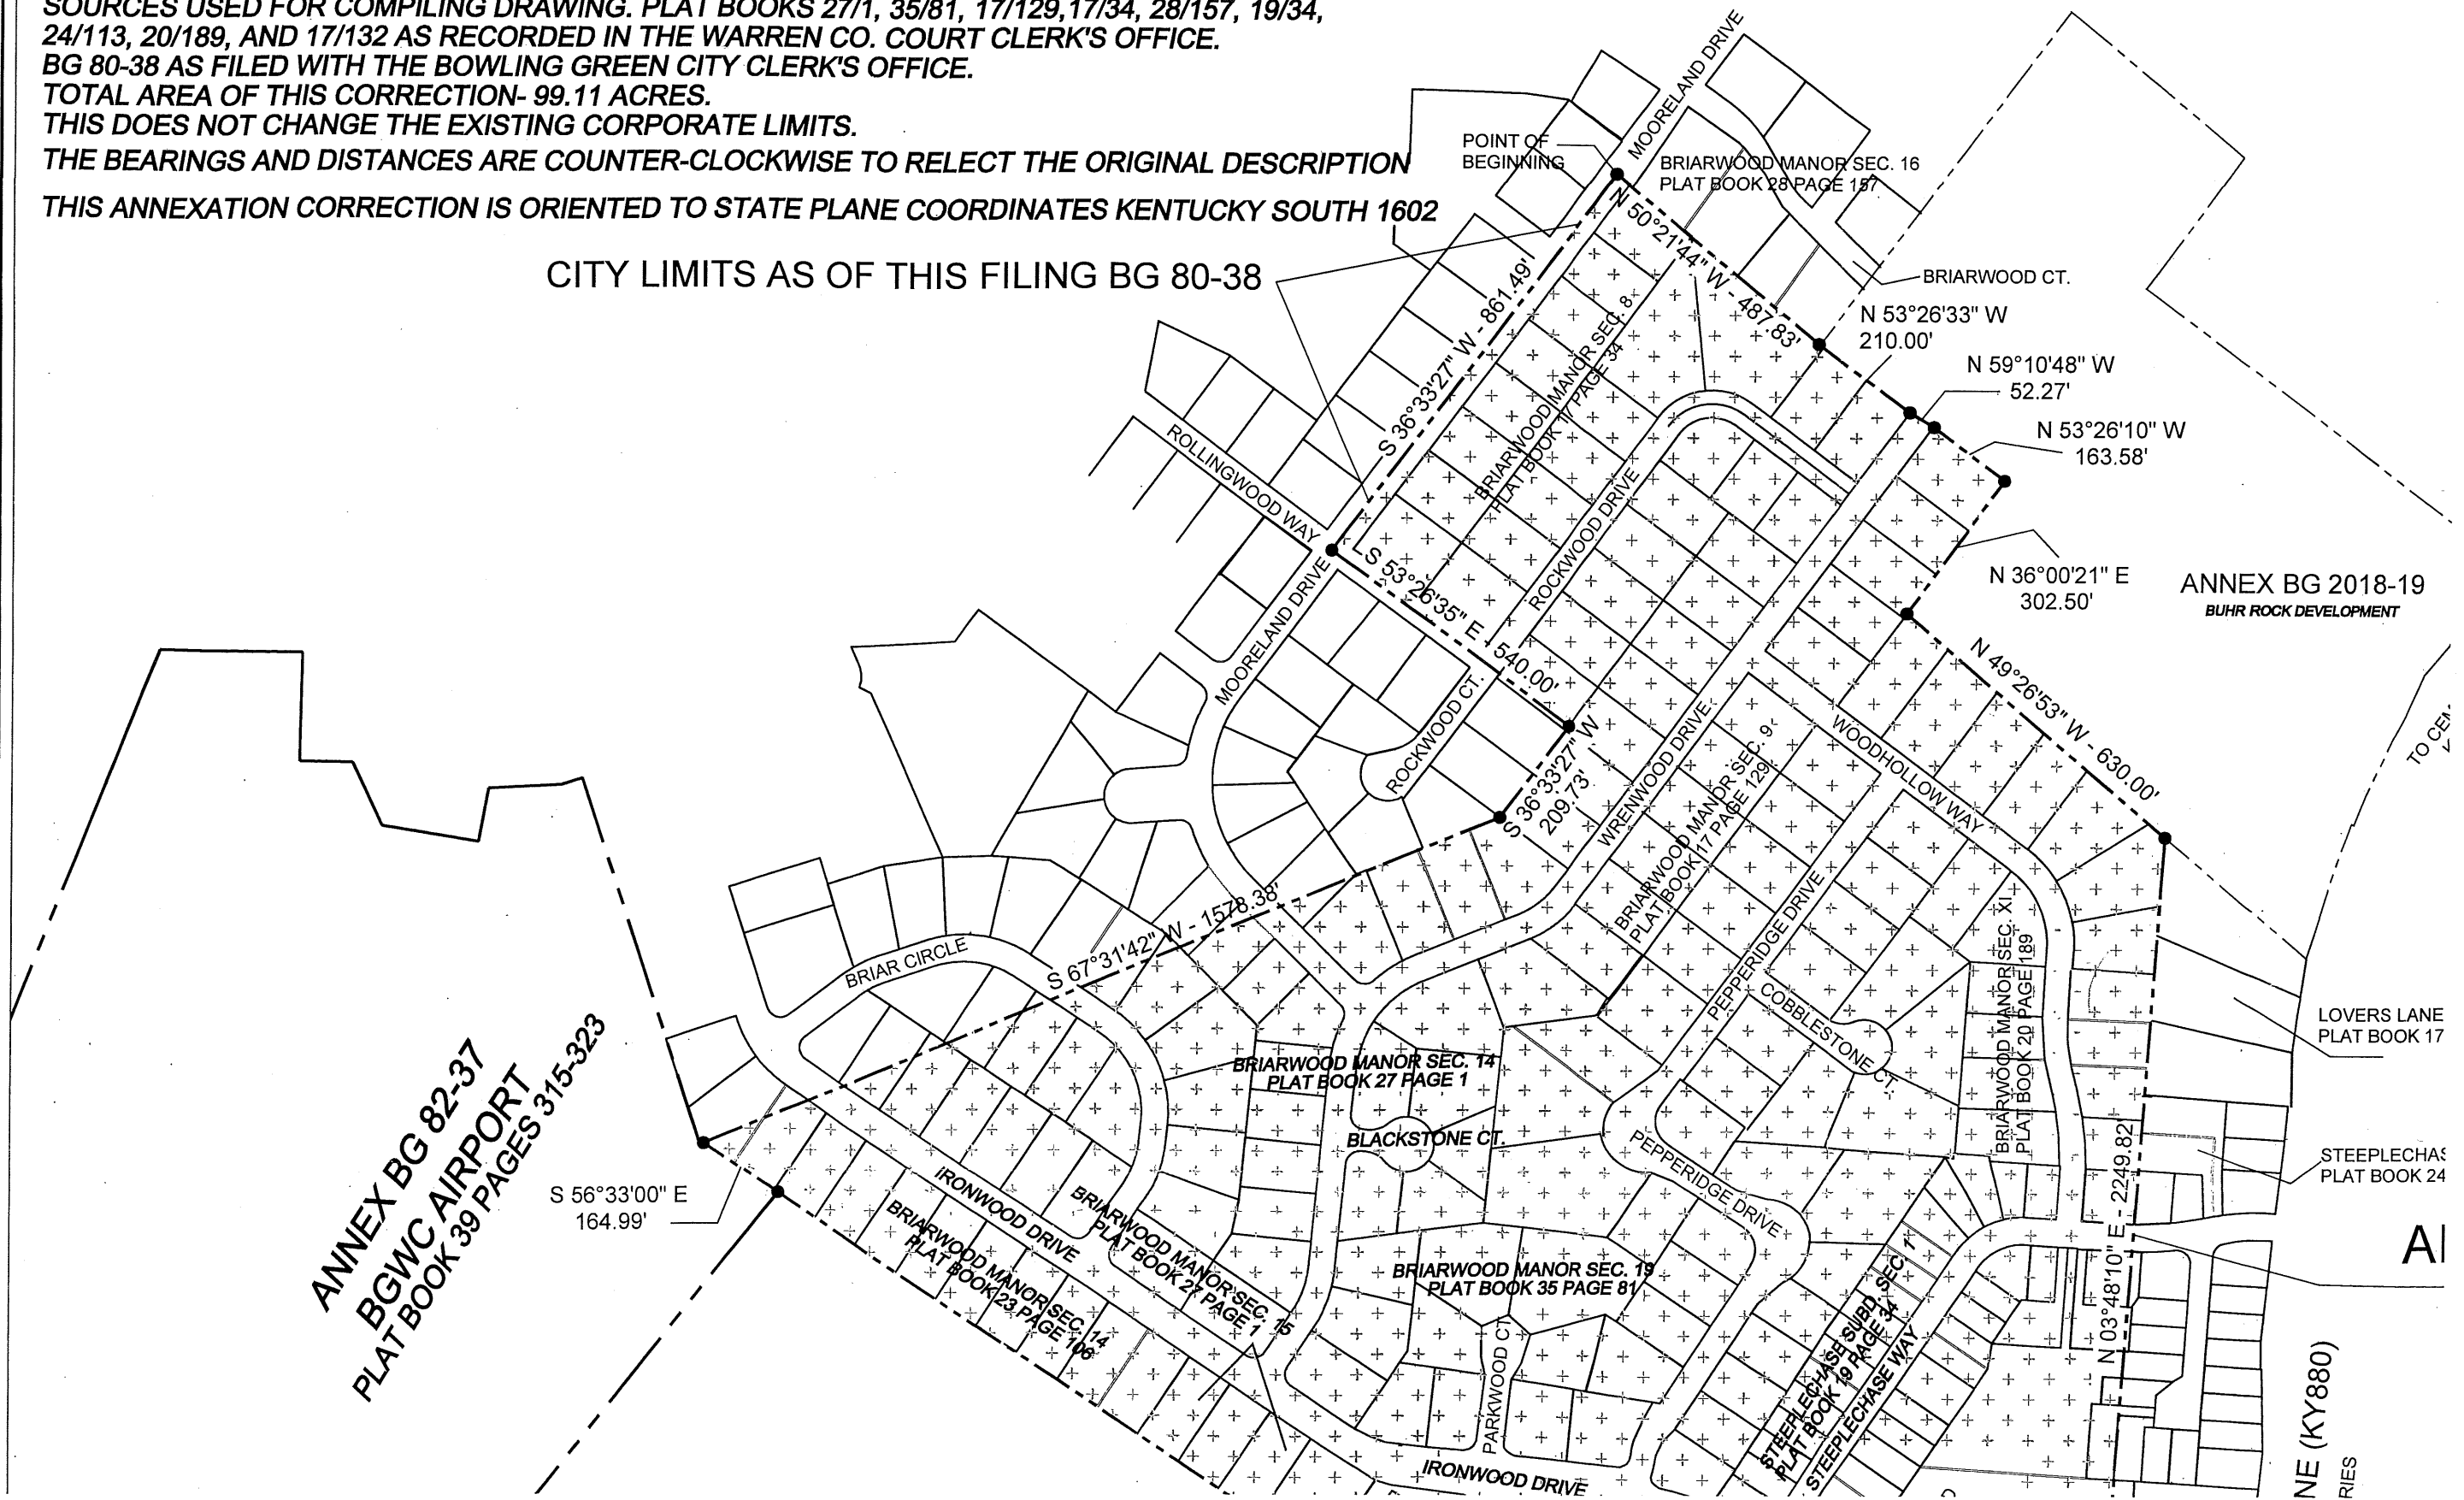 SOURCES USED FOR COMPILING DRAWING. PLAT BOOKS 27/1, 35/81, 17/129,17/34, 28/157, 19/34,
24/113, 20/189, AND 17/132 AS RECORDED IN THE WARREN CO. COURT CLERK'S OFFICE.
BG 80-38 AS FILED WITH THE BOWLING GREEN CITY CLERK'S OFFICE.
TOTAL AREA OF THIS CORRECTION- 99.11 ACRES.
THIS DOES NOT CHANGE THE EXISTING CORPORATE LIMITS.
THE BEARINGS AND DISTANCES ARE COUNTER-CLOCKWISE TO RELECT THE ORIGINAL DESCRIPTION
THIS ANNEXATION CORRECTION IS ORIENTED TO STATE PLANE COORDINATES KENTUCKY SOUTH 1602
CITY LIMITS AS OF THIS FILING BG 80-38
MOORELAND DRIVE
POINT OF
BEGINNING
BRIARWOOD MANOR SEC. 16
PLAT BOOK 28 PAGE 157
N 50°21'44" W - 487.83'
BRIARWOOD CT.
N 53°26'33" W
210.00'
N 59°10'48" W
52.27'
N 53°26'10" W
163.58'
S 36°33'27" W - 861.49'
BRIARWOOD MANOR SEC. 8
PLAT BOOK 17 PAGE 34
ROLLINGWOOD WAY
ROCKWOOD DRIVE
N 36°00'21" E
302.50'
ANNEX BG 2018-19
BUHR ROCK DEVELOPMENT
S 53°26'35" E - 540.00'
MOORELAND DRIVE
N 49°26'53" W - 630.00'
ROCKWOOD CT.
S 36°33'27" W
209.73'
WRENWOOD DRIVE
BRIARWOOD MANOR SEC. 9
PLAT BOOK 17 PAGE 129
WOODHOLLOW WAY
TO CEN
PEPPERIDGE DRIVE
S 67°31'42" W - 1578.38'
BRIAR CIRCLE
COBBLESTONE CT.
BRIARWOOD MANOR SEC. XI
PLAT BOOK 20 PAGE 189
LOVERS LANE
PLAT BOOK 17
ANNEX BG 82-37
BGWC AIRPORT
PLAT BOOK 39 PAGES 315-323
BRIARWOOD MANOR SEC. 14
PLAT BOOK 27 PAGE 1
BLACKSTONE CT.
PEPPERIDGE DRIVE
STEEPLECHAS
PLAT BOOK 24
S 56°33'00" E
164.99'
IRONWOOD DRIVE
BRIARWOOD MANOR SEC. 14
PLAT BOOK 23 PAGE 106
BRIARWOOD MANOR SEC. 15
PLAT BOOK 27 PAGE 1
BRIARWOOD MANOR SEC. 19
PLAT BOOK 35 PAGE 81
N 03°48'10" E - 2249.82'
STEEPLECHASE SUBD. SEC. 1
PLAT BOOK 19 PAGE 34
STEEPLECHASE WAY
PARKWOOD CT.
IRONWOOD DRIVE
NE (KY880)
RIES